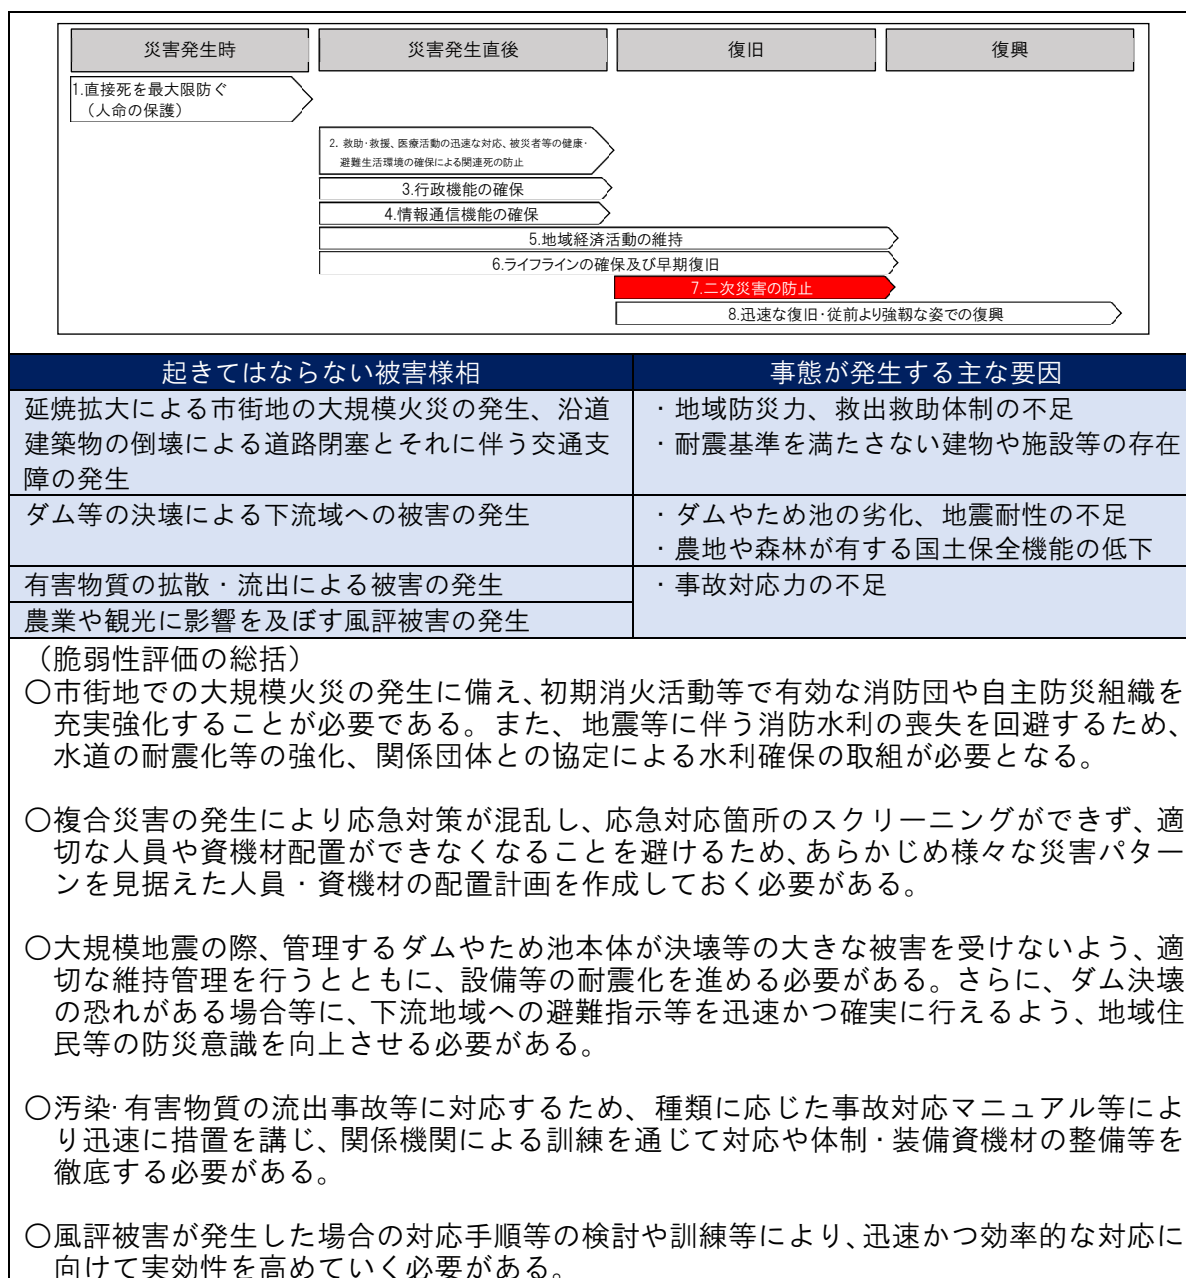 災害発生時
災害発生直後
復旧
復興
1.直接死を最大限防ぐ
（人命の保護）
2. 救助･救援、医療活動の迅速な対応、被災者等の健康･
避難生活環境の確保による関連死の防止
3.行政機能の確保
4.情報通信機能の確保
5.地域経済活動の維持
6.ライフラインの確保及び早期復旧
7.二次災害の防止
8.迅速な復旧･従前より強靱な姿での復興
起きてはならない被害様相
事態が発生する主な要因
延焼拡大による市街地の大規模火災の発生、沿道
建築物の倒壊による道路閉塞とそれに伴う交通支
障の発生
・地域防災力、救出救助体制の不足
・耐震基準を満たさない建物や施設等の存在
ダム等の決壊による下流域への被害の発生
・ダムやため池の劣化、地震耐性の不足
・農地や森林が有する国土保全機能の低下
有害物質の拡散・流出による被害の発生
・事故対応力の不足
農業や観光に影響を及ぼす風評被害の発生
（脆弱性評価の総括）
〇市街地での大規模火災の発生に備え、初期消火活動等で有効な消防団や自主防災組織を
充実強化することが必要である。また、地震等に伴う消防水利の喪失を回避するため、
水道の耐震化等の強化、関係団体との協定による水利確保の取組が必要となる。
〇複合災害の発生により応急対策が混乱し、応急対応箇所のスクリーニングができず、適
切な人員や資機材配置ができなくなることを避けるため、あらかじめ様々な災害パター
ンを見据えた人員・資機材の配置計画を作成しておく必要がある。
〇大規模地震の際、管理するダムやため池本体が決壊等の大きな被害を受けないよう、適
切な維持管理を行うとともに、設備等の耐震化を進める必要がある。さらに、ダム決壊
の恐れがある場合等に、下流地域への避難指示等を迅速かつ確実に行えるよう、地域住
民等の防災意識を向上させる必要がある。
〇汚染･有害物質の流出事故等に対応するため、種類に応じた事故対応マニュアル等によ
り迅速に措置を講じ、関係機関による訓練を通じて対応や体制･装備資機材の整備等を
徹底する必要がある。
〇風評被害が発生した場合の対応手順等の検討や訓練等により、迅速かつ効率的な対応に
向けて実効性を高めていく必要がある。